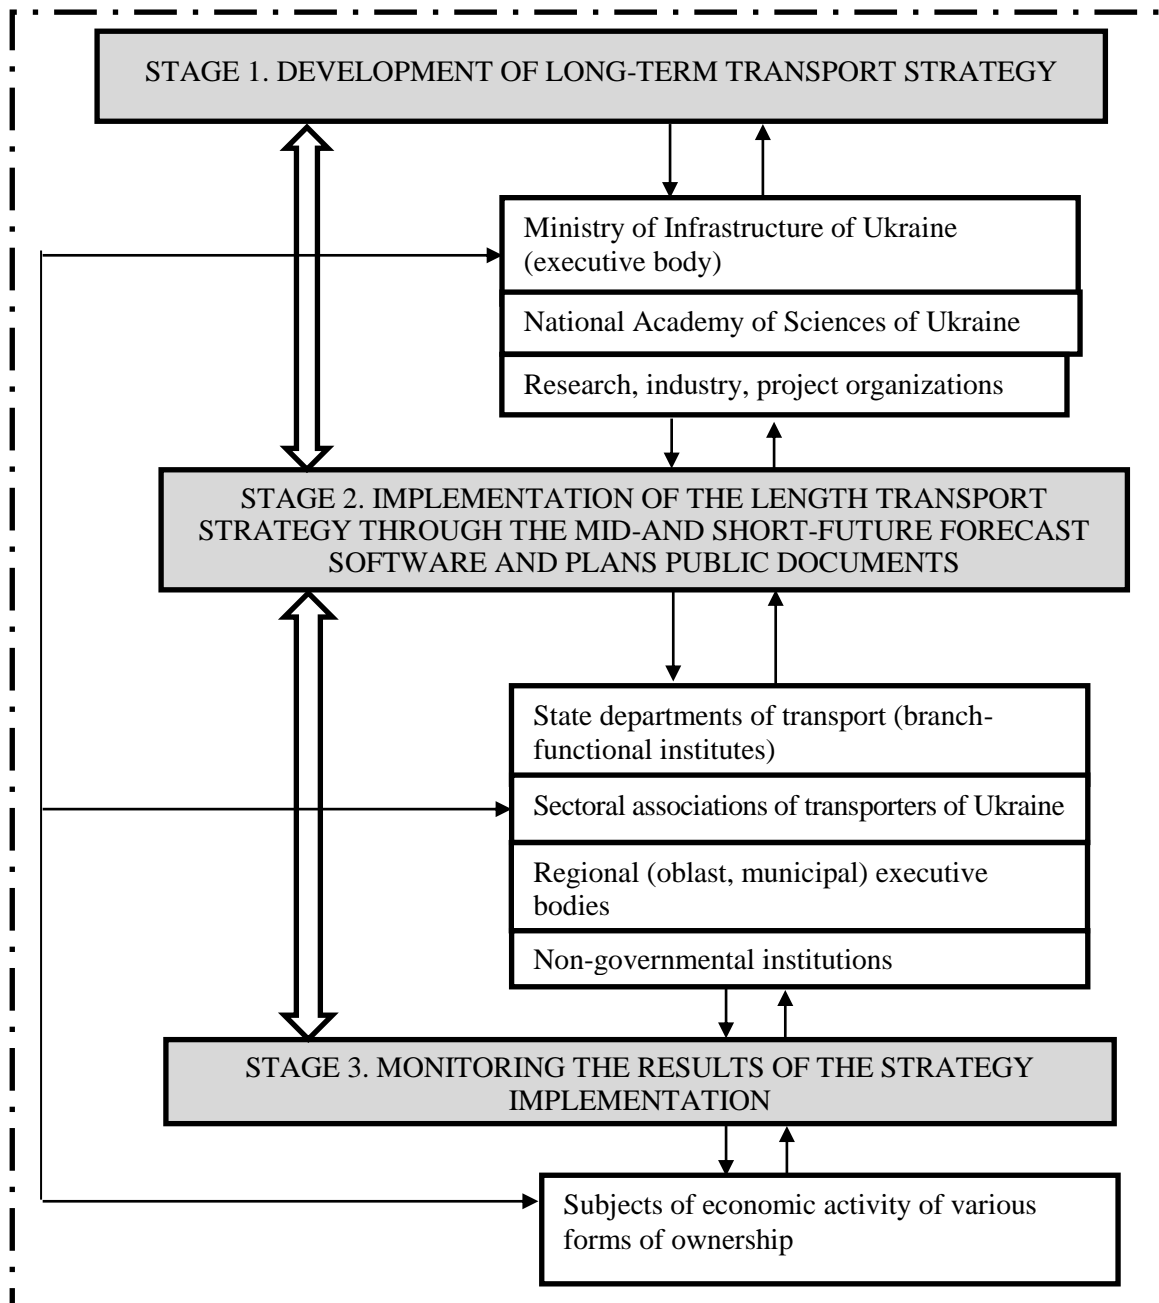 STAGE 1. DEVELOPMENT OF LONG-TERM TRANSPORT STRATEGY
Ministry of Infrastructure of Ukraine
(executive body)
National Academy of Sciences of Ukraine
Research, industry, project organizations
STAGE 2. IMPLEMENTATION OF THE LENGTH TRANSPORT
STRATEGY THROUGH THE MID-AND SHORT-FUTURE FORECAST
SOFTWARE AND PLANS PUBLIC DOCUMENTS
State departments of transport (branch-
functional institutes)
Sectoral associations of transporters of Ukraine
Regional (oblast, municipal) executive
bodies
Non-governmental institutions
STAGE 3. MONITORING THE RESULTS OF THE STRATEGY
IMPLEMENTATION
Subjects of economic activity of various
forms of ownership